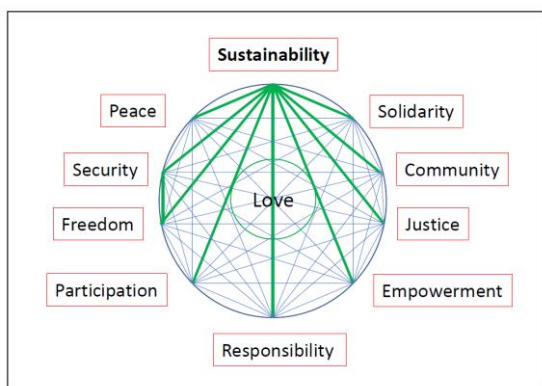 Sustainability
Peace
Solidarity
Security
Community
Love
Freedom
Justice
Participation
Empowerment
Responsibility